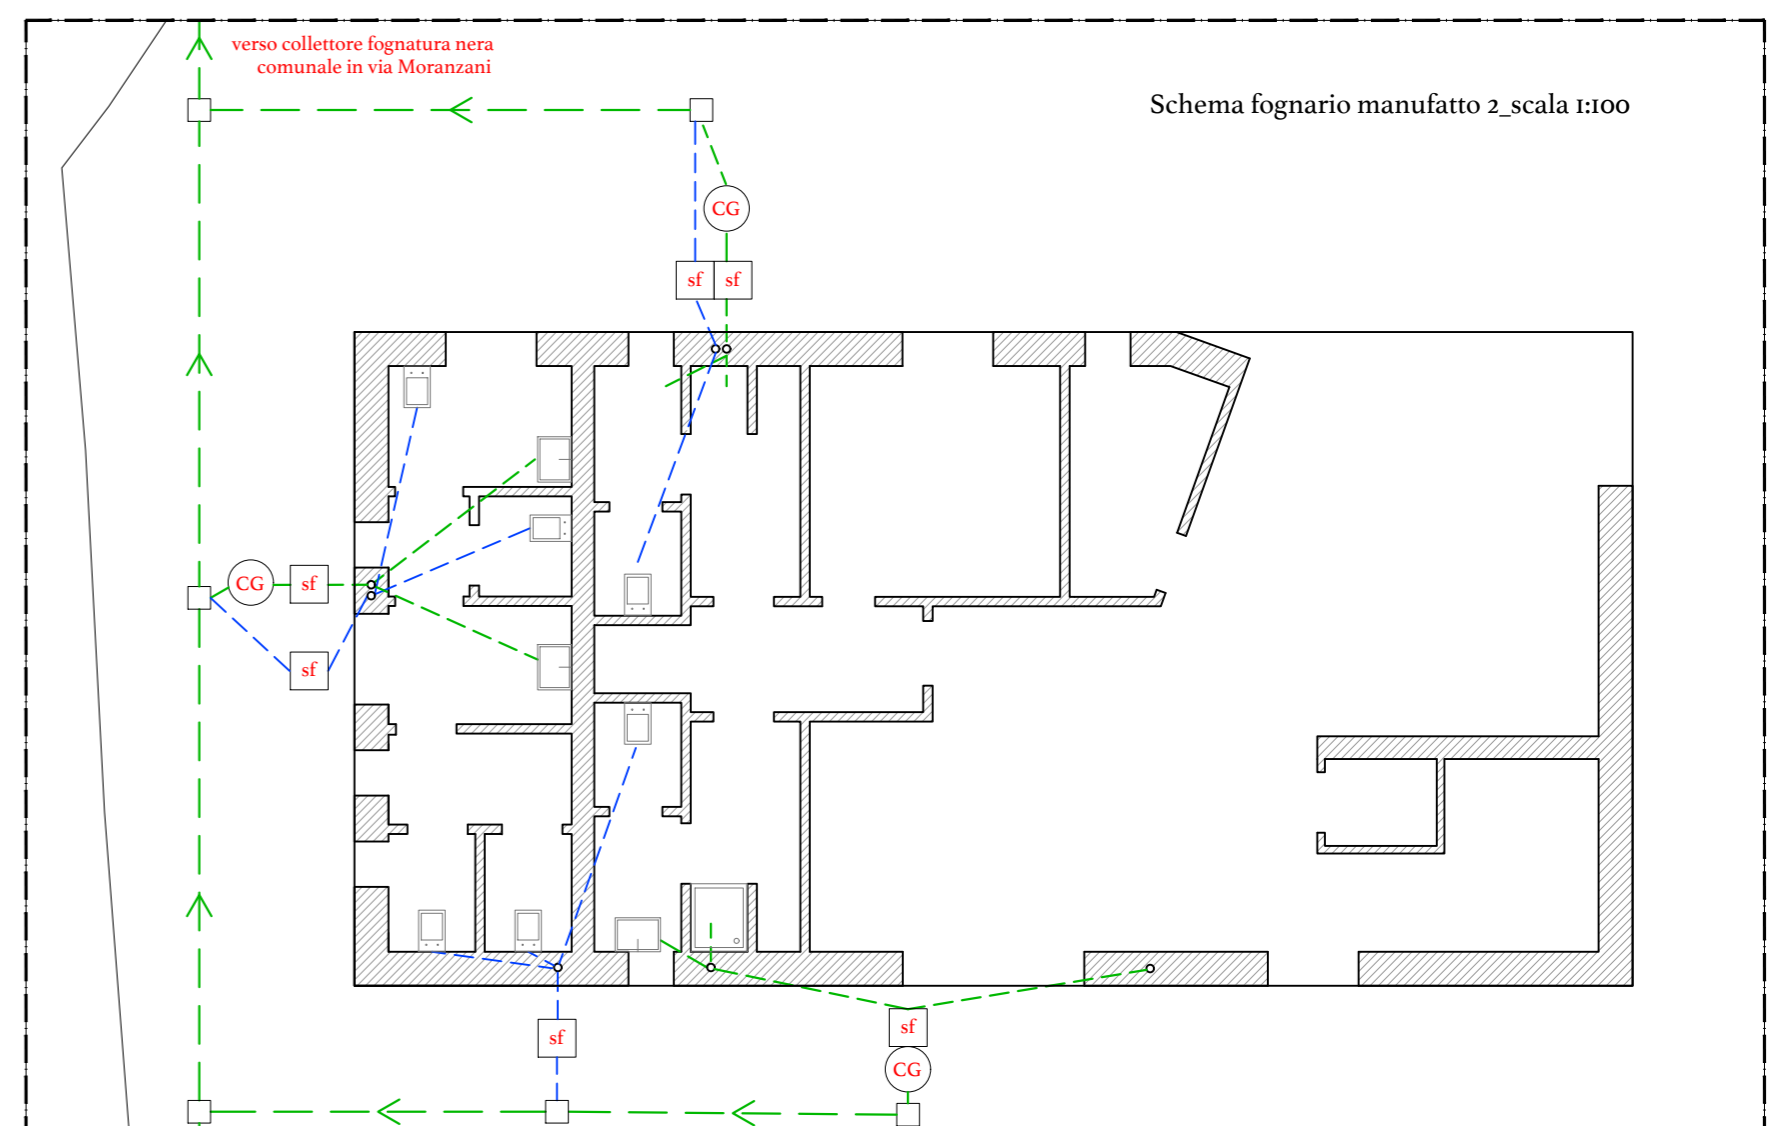 verso collettore fognatura nera
comunale in via Moranzani
Schema fognario manufatto 2_scala 1:100
CG
sf
sf
CG
sf
sf
sf
sf
CG